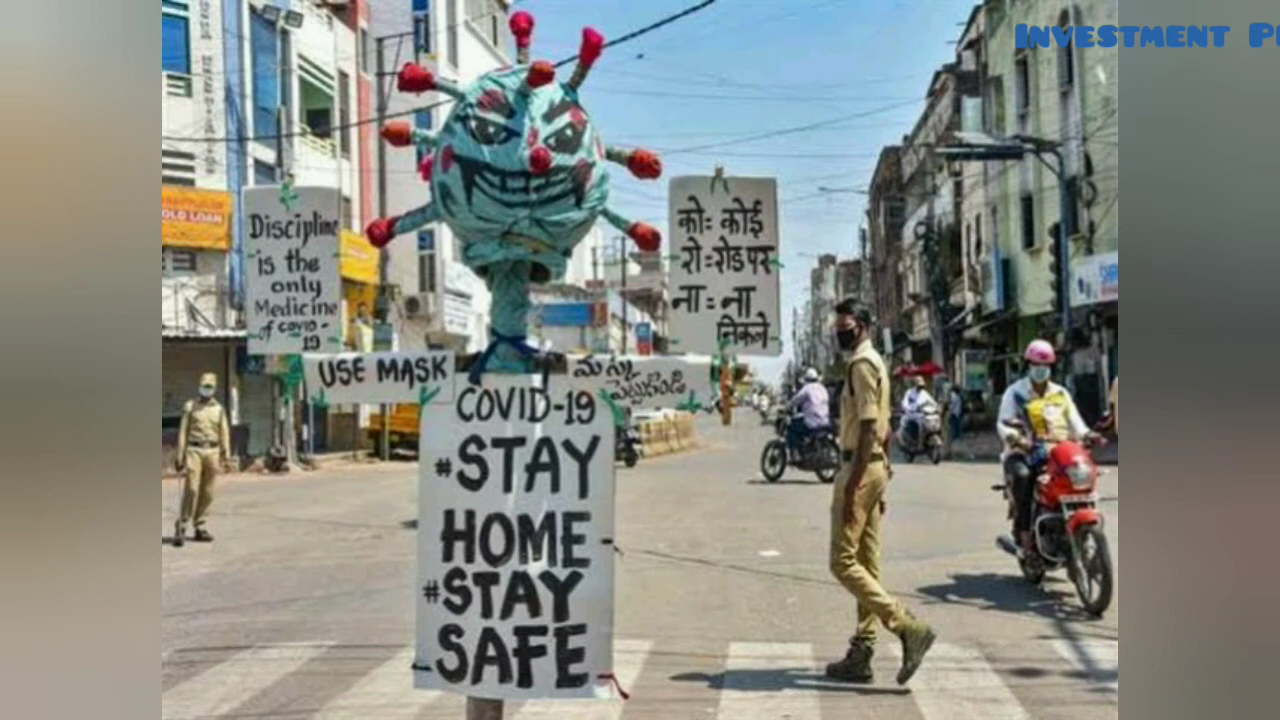 INVESTMENT
OLD LOAN
Discipline
is the
only
Medicine
of covid-
19
को= कोई
रो=रोड पर
ना= ना
निकले
USE MASK
మాస్కు
పెట్టుకోండి
COVID-19
#STAY
HOME
#STAY
SAFE